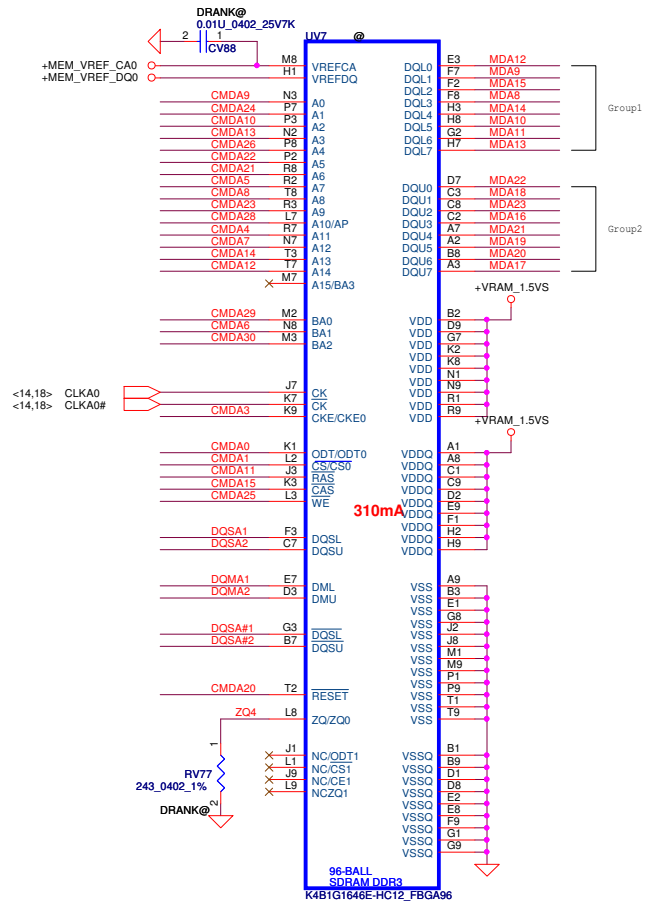 DRANK@
0.01U_0402_25V7K
2 1
CV88
UV7 @
+MEM_VREF_CA0 M8 VREFCA
+MEM_VREF_DQ0 H1 VREFDQ
CMDA9 N3 A0
CMDA24 P7 A1
CMDA10 P3 A2
CMDA13 N2 A3
CMDA26 P8 A4
CMDA22 P2 A5
CMDA21 R8 A6
CMDA5 R2 A7
CMDA8 T8 A8
CMDA23 R3 A9
CMDA28 L7 A10/AP
CMDA4 R7 A11
CMDA7 N7 A12
CMDA14 T3 A13
CMDA12 T7 A14
M7 A15/BA3
CMDA29 M2 BA0
CMDA6 N8 BA1
CMDA30 M3 BA2
<14,18> CLKA0 J7 CK
<14,18> CLKA0# K7 CK
CMDA3 K9 CKE/CKE0
CMDA0 K1 ODT/ODT0
CMDA1 L2 CS/CS0
CMDA11 J3 RAS
CMDA15 K3 CAS
CMDA25 L3 WE
DQSA1 F3 DQSL
DQSA2 C7 DQSU
DQMA1 E7 DML
DQMA2 D3 DMU
DQSA#1 G3 DQSL
DQSA#2 B7 DQSU
CMDA20 T2 RESET
ZQ4 L8 ZQ/ZQ0
1
RV77
243_0402_1%
2
DRANK@
J1 NC/ODT1
L1 NC/CS1
J9 NC/CE1
L9 NCZQ1
DQL0 E3 MDA12
DQL1 F7 MDA9
DQL2 F2 MDA15
DQL3 F8 MDA8
DQL4 H3 MDA14
DQL5 H8 MDA10
DQL6 G2 MDA11
DQL7 H7 MDA13
Group1
DQU0 D7 MDA22
DQU1 C3 MDA18
DQU2 C8 MDA23
DQU3 C2 MDA16
DQU4 A7 MDA21
DQU5 A2 MDA19
DQU6 B8 MDA20
DQU7 A3 MDA17
Group2
+VRAM_1.5VS
VDD B2
VDD D9
VDD G7
VDD K2
VDD K8
VDD N1
VDD N9
VDD R1
VDD R9
+VRAM_1.5VS
VDDQ A1
VDDQ A8
VDDQ C1
VDDQ C9
VDDQ D2
VDDQ E9
VDDQ F1
VDDQ H2
VDDQ H9
310mA
VSS A9
VSS B3
VSS E1
VSS G8
VSS J2
VSS J8
VSS M1
VSS M9
VSS P1
VSS P9
VSS T1
VSS T9
VSSQ B1
VSSQ B9
VSSQ D1
VSSQ D8
VSSQ E2
VSSQ E8
VSSQ F9
VSSQ G1
VSSQ G9
96-BALL
SDRAM DDR3
K4B1G1646E-HC12_FBGA96